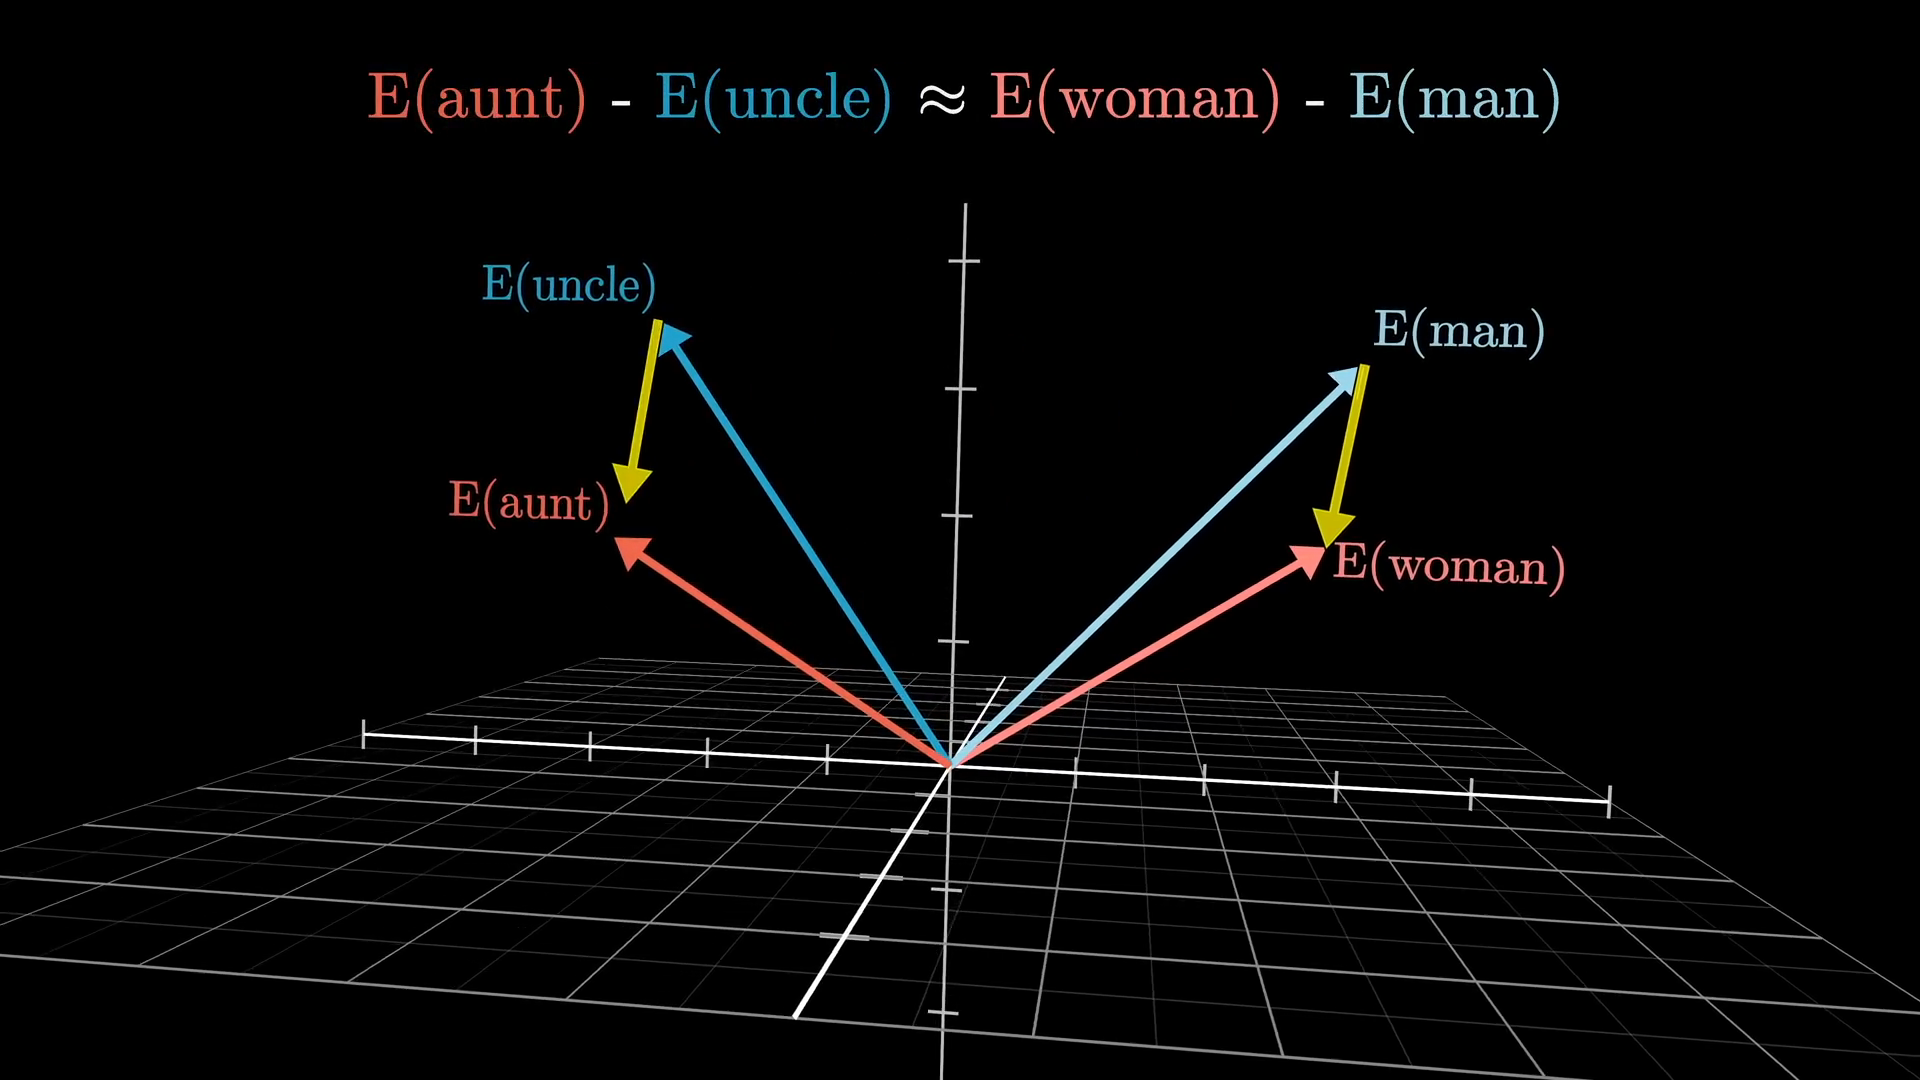 E(aunt) - E(uncle) ≈ E(woman) - E(man)
E(uncle)
E(man)
E(aunt)
E(woman)